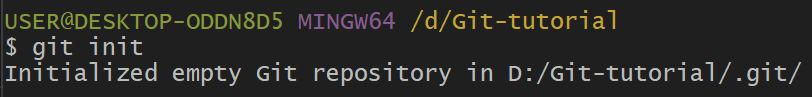 USER@DESKTOP-ODDN8D5 MINGW64 /d/Git-tutorial
$ git init
Initialized empty Git repository in D:/Git-tutorial/.git/